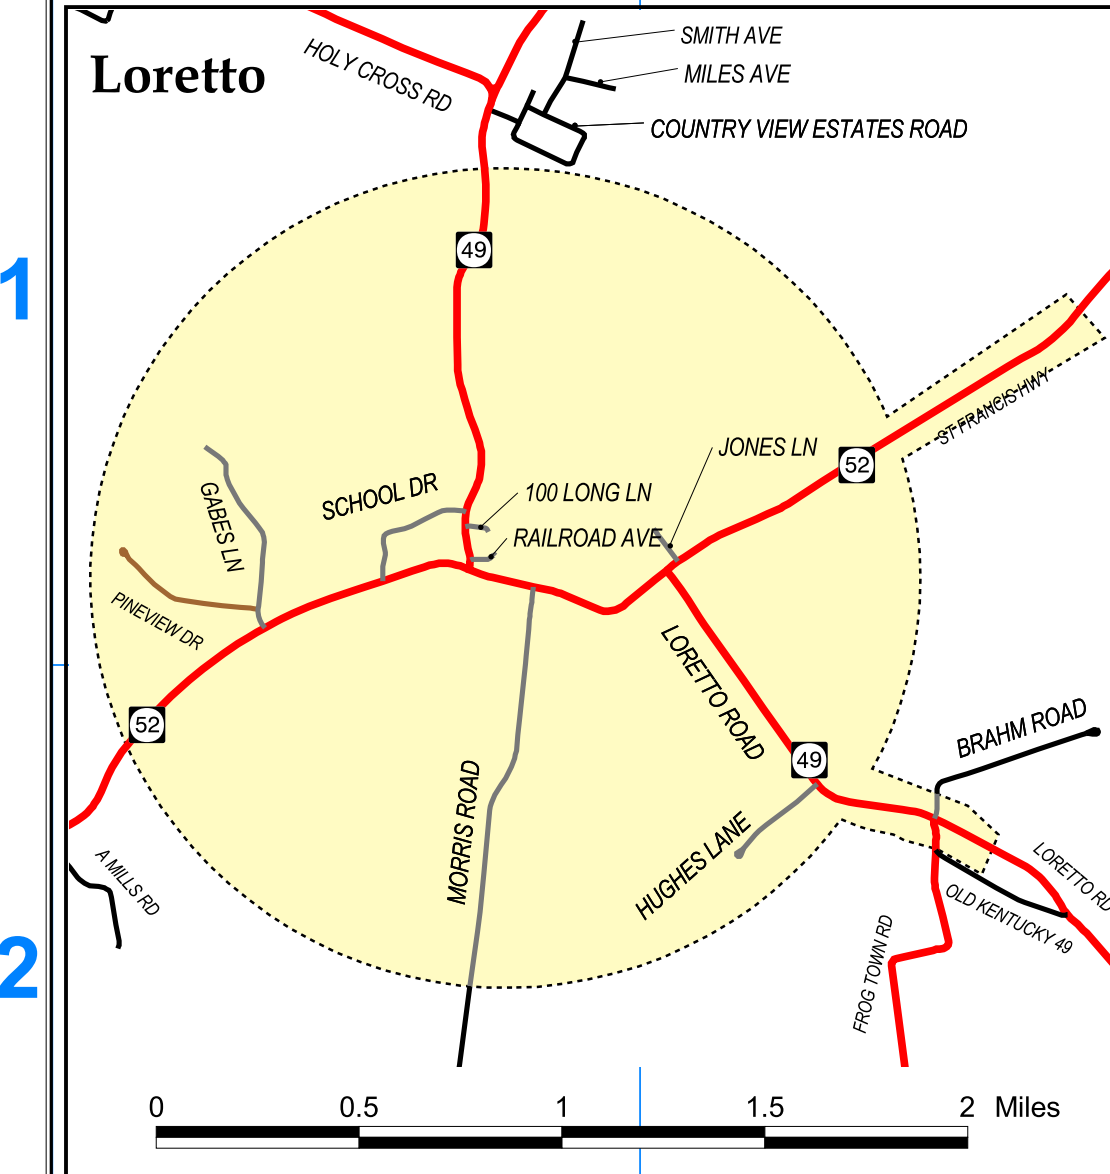 SMITH AVE
HOLY CROSS RD
Loretto
MILES AVE
COUNTRY VIEW ESTATES ROAD
49
1
ST FRANCIS HWY
JONES LN
52
SCHOOL DR
100 LONG LN
GABES LN
RAILROAD AVE
PINEVIEW DR
LORETTO ROAD
52
BRAHM ROAD
49
MORRIS ROAD
HUGHES LANE
A MILLS RD
LORETTO RD
OLD KENTUCKY 49
2
FROG TOWN RD
0 0.5 1 1.5 2 Miles